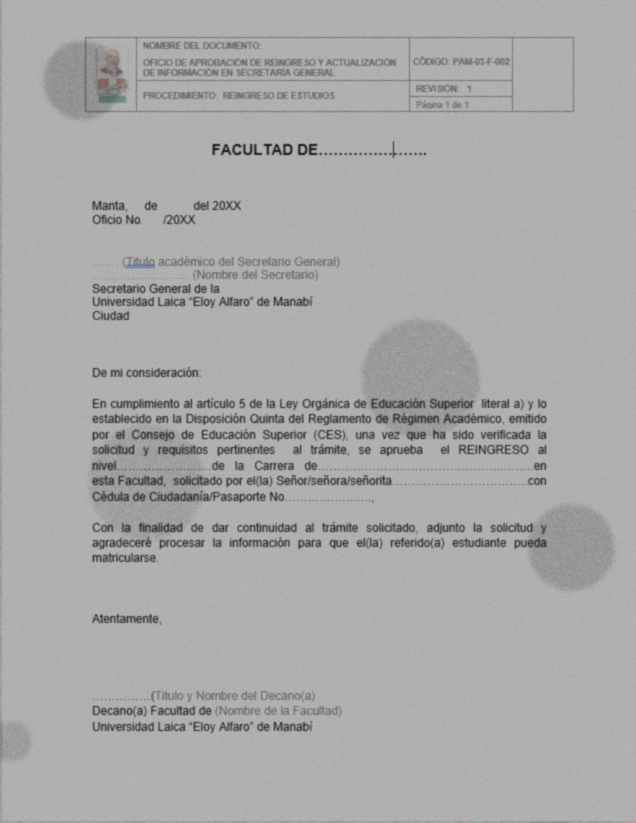 NOMBRE DEL DOCUMENTO:
OFICIO DE APROBACIÓN DE REINGRESO Y ACTUALIZACIÓN
DE INFORMACIÓN EN SECRETARÍA GENERAL
CÓDIGO: PAM-03-F-002
PROCEDIMIENTO: REINGRESO DE ESTUDIOS
REVISIÓN: 1
Página 1 de 1
FACULTAD DE......................
Manta, de del 20XX
Oficio No. /20XX
...... (Título académico del Secretario General)
........................ (Nombre del Secretario)
Secretario General de la
Universidad Laica “Eloy Alfaro” de Manabí
Ciudad
De mi consideración:
En cumplimiento al artículo 5 de la Ley Orgánica de Educación Superior literal a) y lo
establecido en la Disposición Quinta del Reglamento de Régimen Académico, emitido
por el Consejo de Educación Superior (CES), una vez que ha sido verificada la
solicitud y requisitos pertinentes al trámite, se aprueba el REINGRESO al
nivel........................de la Carrera de......................................................en
esta Facultad, solicitado por el(la) Señor/señora/señorita..................................con
Cédula de Ciudadanía/Pasaporte No......................,
Con la finalidad de dar continuidad al trámite solicitado, adjunto la solicitud y
agradeceré procesar la información para que el(la) referido(a) estudiante pueda
matricularse.
Atentamente,
................(Título y Nombre del Decano(a)
Decano(a) Facultad de (Nombre de la Facultad)
Universidad Laica “Eloy Alfaro” de Manabí